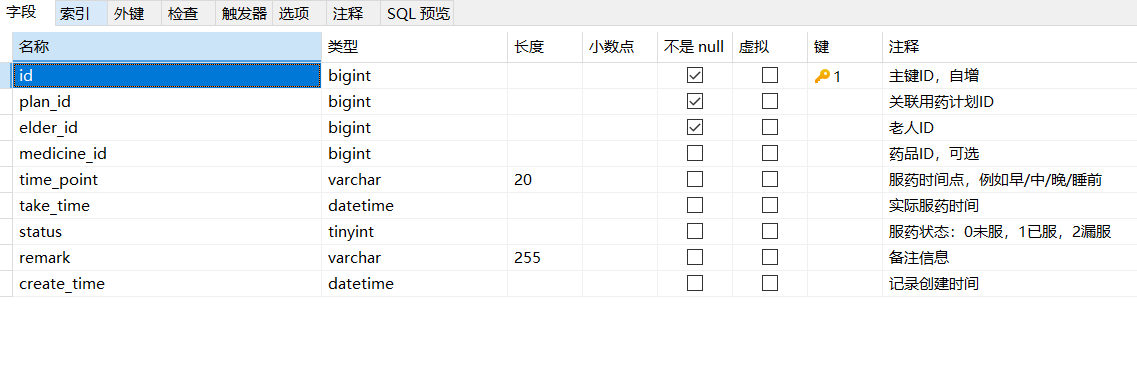 字段 索引 外键 检查 触发器 选项 注释 SQL 预览
名称 类型 长度 小数点 不是 null 虚拟 键 注释
id bigint 1 主键ID，自增
plan_id bigint 关联用药计划ID
elder_id bigint 老人ID
medicine_id bigint 药品ID，可选
time_point varchar 20 服药时间点，例如早/中/晚/睡前
take_time datetime 实际服药时间
status tinyint 服药状态：0未服，1已服，2漏服
remark varchar 255 备注信息
create_time datetime 记录创建时间